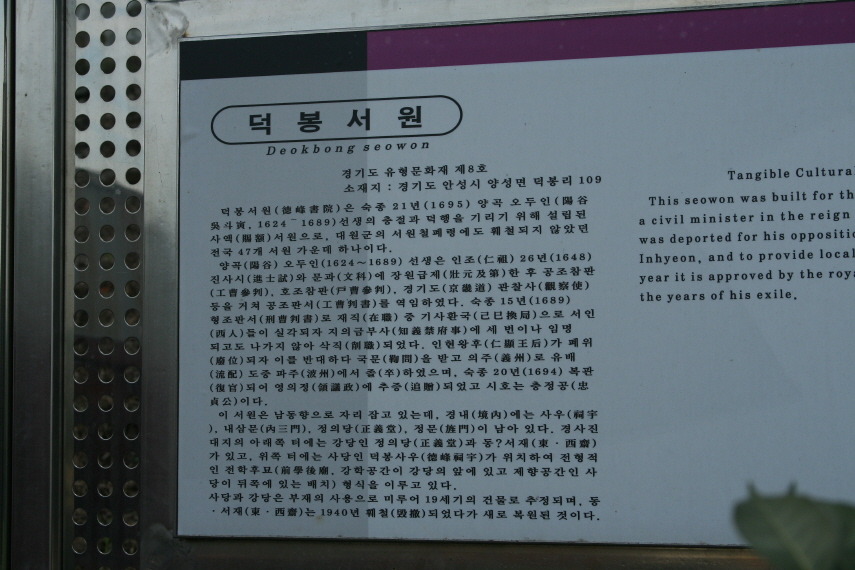 덕봉서원
Deokbong seowon
경기도 유형문화재 제8호
소재지 : 경기도 안성시 양성면 덕봉리 109
덕봉서원(德峰書院)은 숙종 21년(1695) 양곡 오두인(陽谷
吳斗寅, 1624~1689)선생의 충절과 덕행을 기리기 위해 설립된
사액(賜額)서원으로, 대원군의 서원철폐령에도 훼철되지 않았던
전국 47개 서원 가운데 하나이다.
양곡(陽谷) 오두인(1624~1689) 선생은 인조(仁祖) 26년(1648)
진사시(進士試)와 문과(文科)에 장원급제(壯元及第)한 후 공조참판
(工曹參判), 호조참판(戶曹參判), 경기도(京畿道) 관찰사(觀察使)
등을 거쳐 공조판서(工曹判書)를 역임하였다. 숙종 15년(1689)
형조판서(刑曹判書)로 재직(在職) 중 기사환국(己巳換局)으로 서인
(西人)들이 실각되자 지의금부사(知義禁府事)에 세 번이나 임명
되고도 나가지 않아 삭직(削職)되었다. 인현왕후(仁顯王后)가 폐위
(廢位)되자 이를 반대하다 국문(鞠問)을 받고 의주(義州)로 유배
(流配) 도중 파주(波州)에서 졸(卒)하였으며, 숙종 20년(1694) 복관
(復官)되어 영의정(領議政)에 추증(追贈)되었고 시호는 충정공(忠
貞公)이다.
이 서원은 남동향으로 자리 잡고 있는데, 경내(境內)에는 사우(祠宇
), 내삼문(內三門), 정의당(正義堂), 정문(旌門)이 남아 있다. 경사진
대지의 아래쪽 터에는 강당인 정의당(正義堂)과 동?서재(東·西齋)
가 있고, 위쪽 터에는 사당인 덕봉사우(德峰祠宇)가 위치하여 전형적
인 전학후묘(前學後廟, 강학공간이 강당의 앞에 있고 제향공간인 사
당이 뒤쪽에 있는 배치) 형식을 이루고 있다.
사당과 강당은 부재의 사용으로 미루어 19세기의 건물로 추정되며, 동
·서재(東·西齋)는 1940년 훼철(毁撤)되었다가 새로 복원된 것이다.
Tangible Cultural
This seowon was built for th
a civil minister in the reign
was deported for his oppositio
Inhyeon, and to provide local
year it is approved by the roya
the years of his exile.